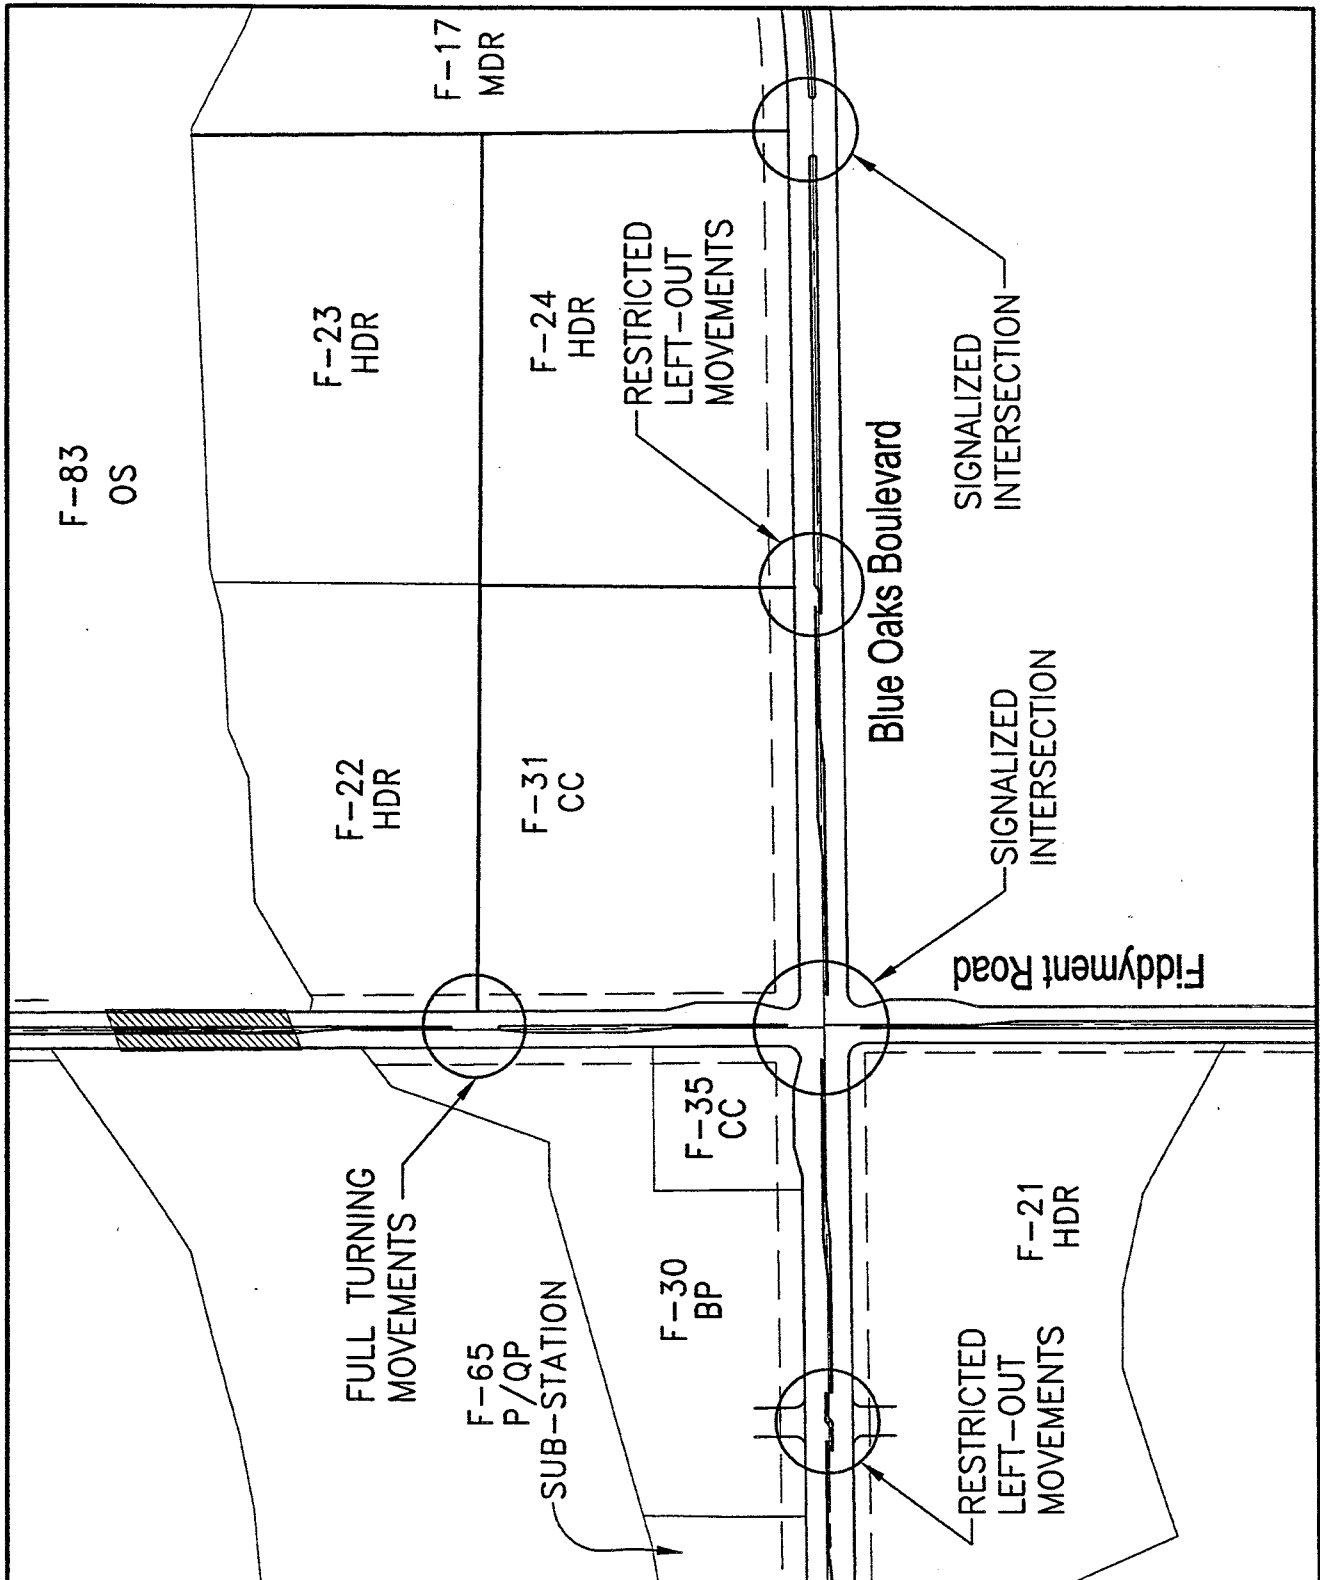 F-83
OS
F-17
MDR
F-23
HDR
F-24
HDR
RESTRICTED
LEFT-OUT
MOVEMENTS
SIGNALIZED
INTERSECTION
F-22
HDR
F-31
CC
Blue Oaks Boulevard
SIGNALIZED
INTERSECTION
Fiddyment Road
FULL TURNING
MOVEMENTS
F-35
CC
F-65
P/QP
SUB-STATION
F-30
BP
F-21
HDR
RESTRICTED
LEFT-OUT
MOVEMENTS